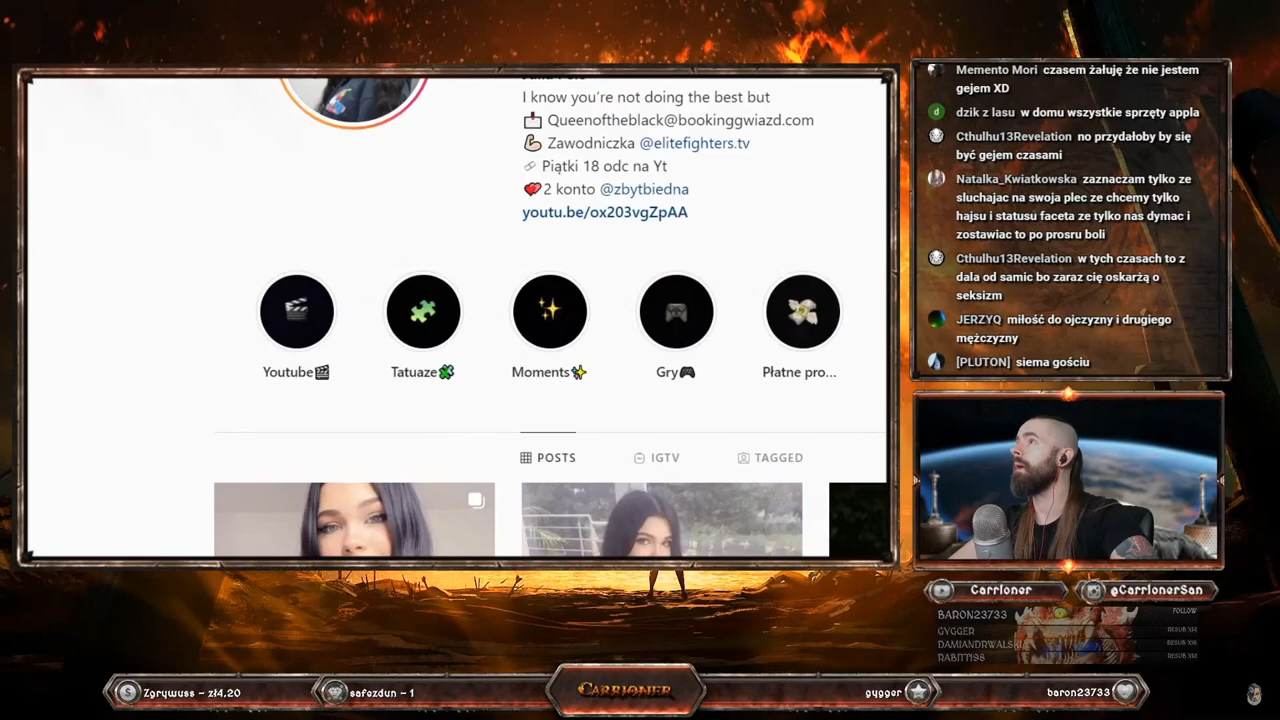 I know you're not doing the best but
Queenoftheblack@bookinggwiazd.com
Zawodniczka @elitefighters.tv
Piątki 18 odc na Yt
2 konto @zbytbiedna
youtu.be/ox203vgZpAA
Youtube
Tatuaze
Moments
Gry
Płatne pro...
POSTS
IGTV
TAGGED
Memento Mori czasem żałuję że nie jestem
gejem XD
d dzik z lasu w domu wszystkie sprzęty appla
Cthulhu13Revelation no przydałoby by się
być gejem czasami
Natalka_Kwiatkowska zaznaczam tylko ze
sluchajac na swoja plec ze chcemy tylko
hajsu i statusu faceta ze tylko nas dymac i
zostawiac to po prosru boli
Cthulhu13Revelation w tych czasach to z
dala od samic bo zaraz cię oskarżą o
seksizm
JERZYQ miłość do ojczyzny i drugiego
mężczyzny
[PLUTON] siema gościu
Carrioner
@CarrionerSan
BARON23733 FOLLOW
GYGGER
DAMIANDRWALSKI
RABITT198
Zgrywuss - zł4,20
safezdun - 1
CARRIONER
gygger
baron23733